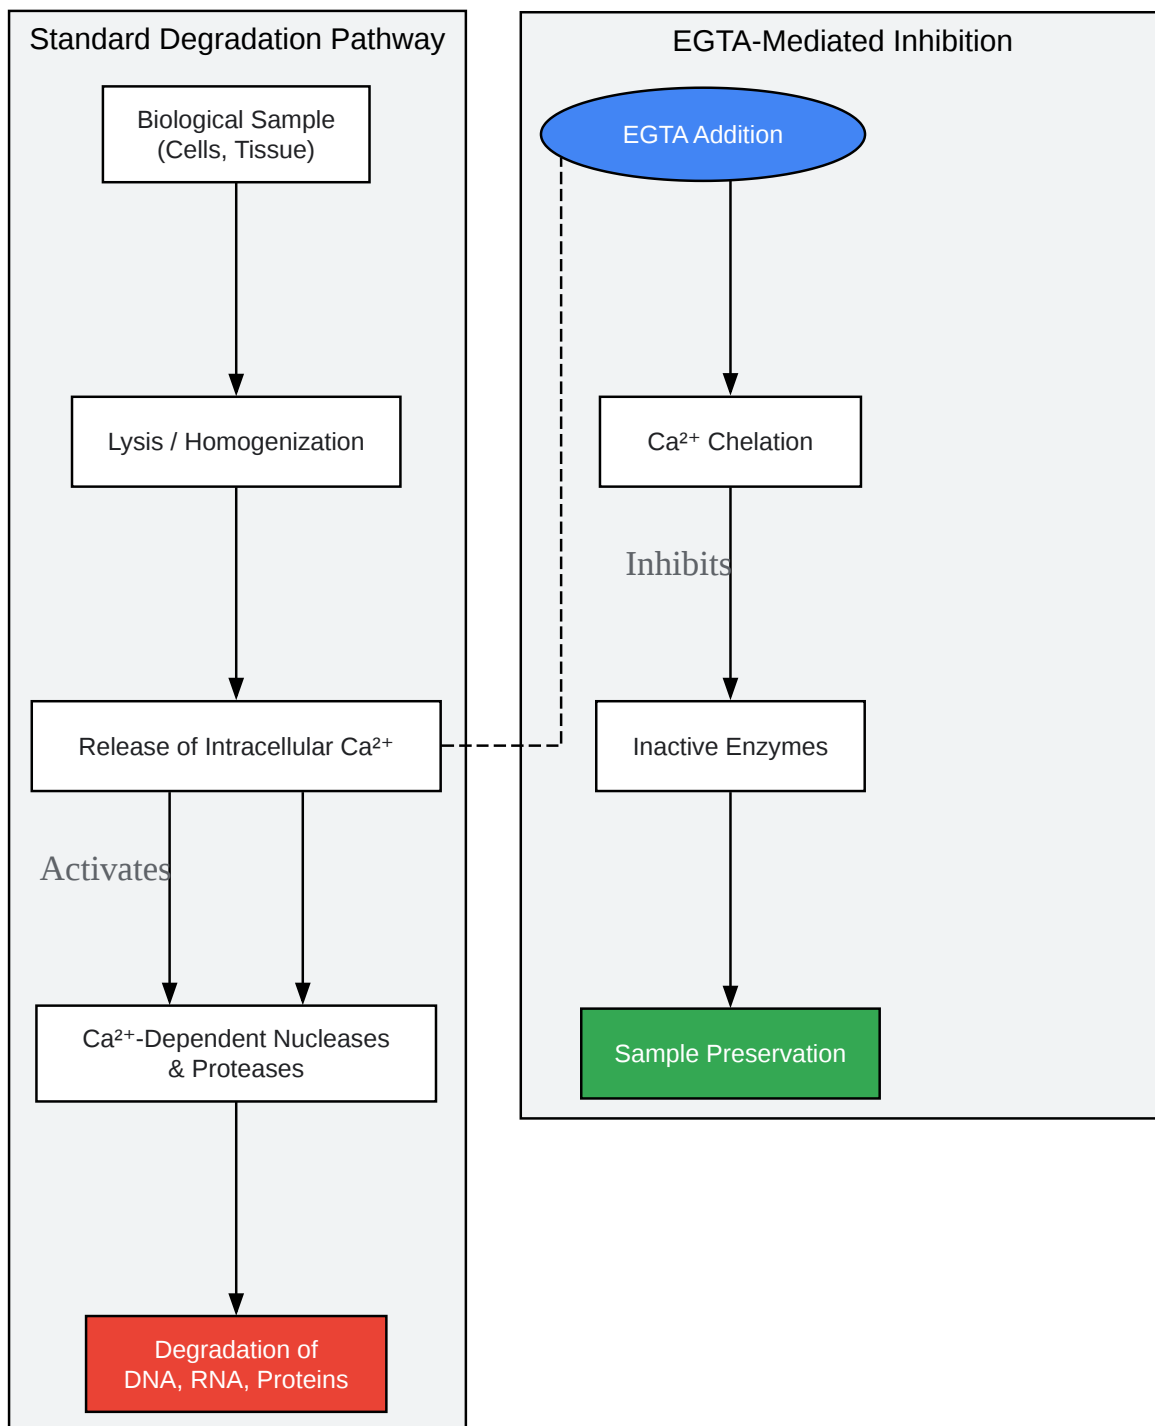 Standard Degradation Pathway
Biological Sample
(Cells, Tissue)
Lysis / Homogenization
Release of Intracellular Ca²⁺
Activates
Ca²⁺-Dependent Nucleases
& Proteases
Degradation of
DNA, RNA, Proteins
EGTA-Mediated Inhibition
EGTA Addition
Ca²⁺ Chelation
Inhibits
Inactive Enzymes
Sample Preservation